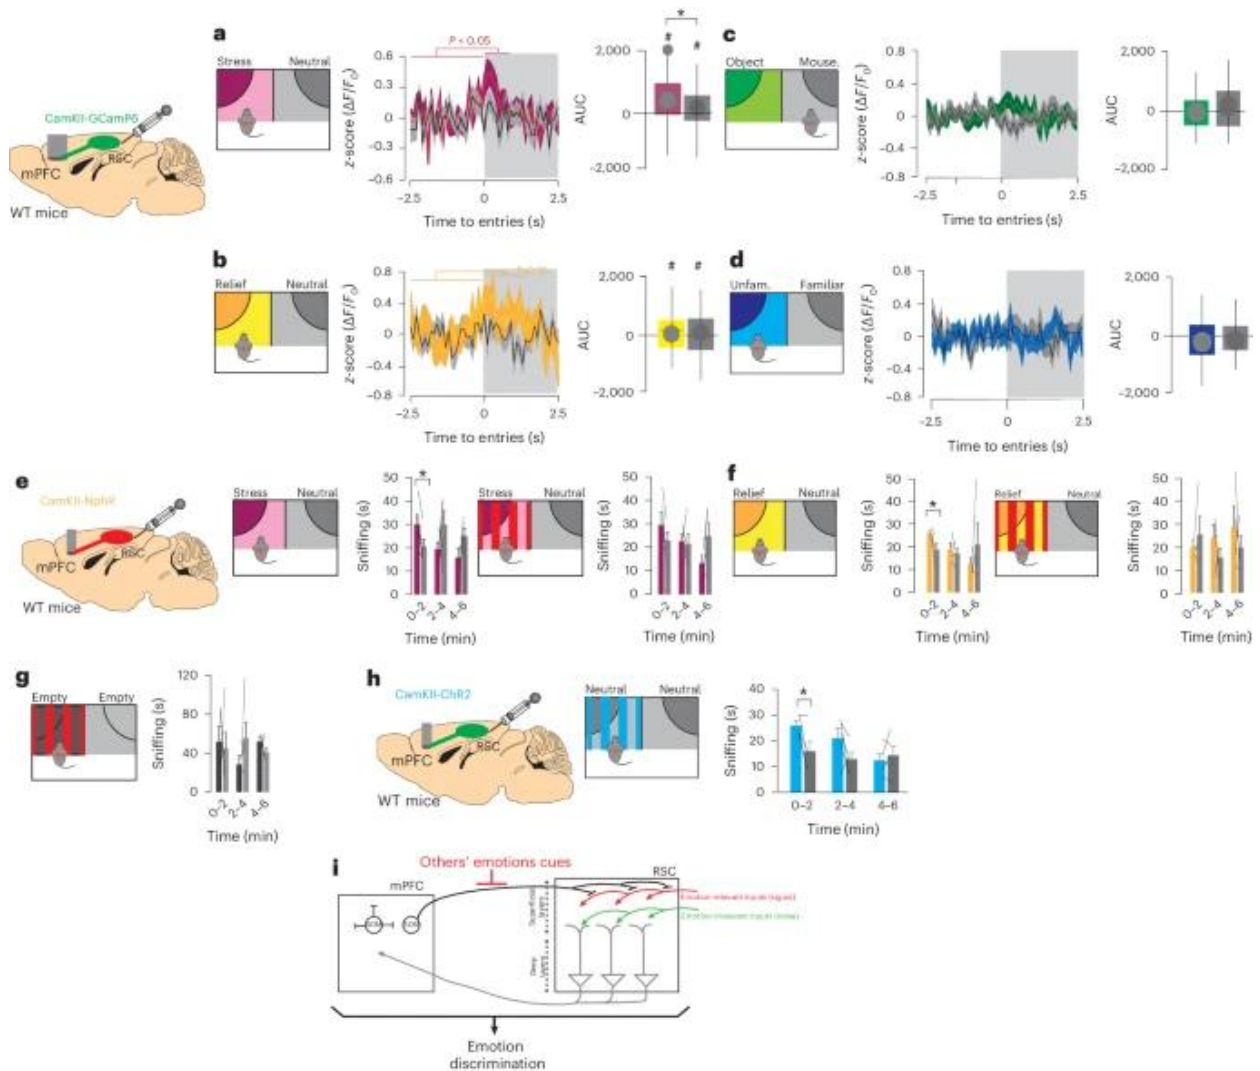 a
Stress Neutral
P < 0.05
z-score (ΔF/F0)
0.6
0.3
0
–0.3
–0.6
–2.5 0 2.5
Time to entries (s)
AUC
2,000
0
–2,000
*
# #
c
Object Mouse.
z-score (ΔF/F0)
0.8
0.4
0
–0.4
–0.8
–2.5 0 2.5
Time to entries (s)
AUC
2,000
0
–2,000
CamKII-GCamP6
RSC
mPFC
WT mice
b
Relief Neutral
z-score (ΔF/F0)
0.8
0.4
0
–0.4
–0.8
–2.5 0 2.5
Time to entries (s)
AUC
2,000
0
–2,000
# #
d
Unfam. Familiar
z-score (ΔF/F0)
0.8
0.4
0
–0.4
–0.8
–2.5 0 2.5
Time to entries (s)
AUC
2,000
0
–2,000
e
CamKII-NpHR
RSC
mPFC
WT mice
Stress Neutral
Sniffing (s)
50
40
30
20
10
0
*
0–2 2–4 4–6
Time (min)
Stress Neutral
Sniffing (s)
50
40
30
20
10
0
0–2 2–4 4–6
Time (min)
f
Relief Neutral
Sniffing (s)
50
40
30
20
10
0
*
0–2 2–4 4–6
Time (min)
Relief Neutral
Sniffing (s)
50
40
30
20
10
0
0–2 2–4 4–6
Time (min)
g
Empty Empty
Sniffing (s)
120
80
40
0
0–2 2–4 4–6
Time (min)
h
CamKII-ChR2
RSC
mPFC
WT mice
Neutral Neutral
Sniffing (s)
40
30
20
10
0
*
0–2 2–4 4–6
Time (min)
i
Others' emotions cues
mPFC
RSC
Superficial
Deep
Emotion
discrimination